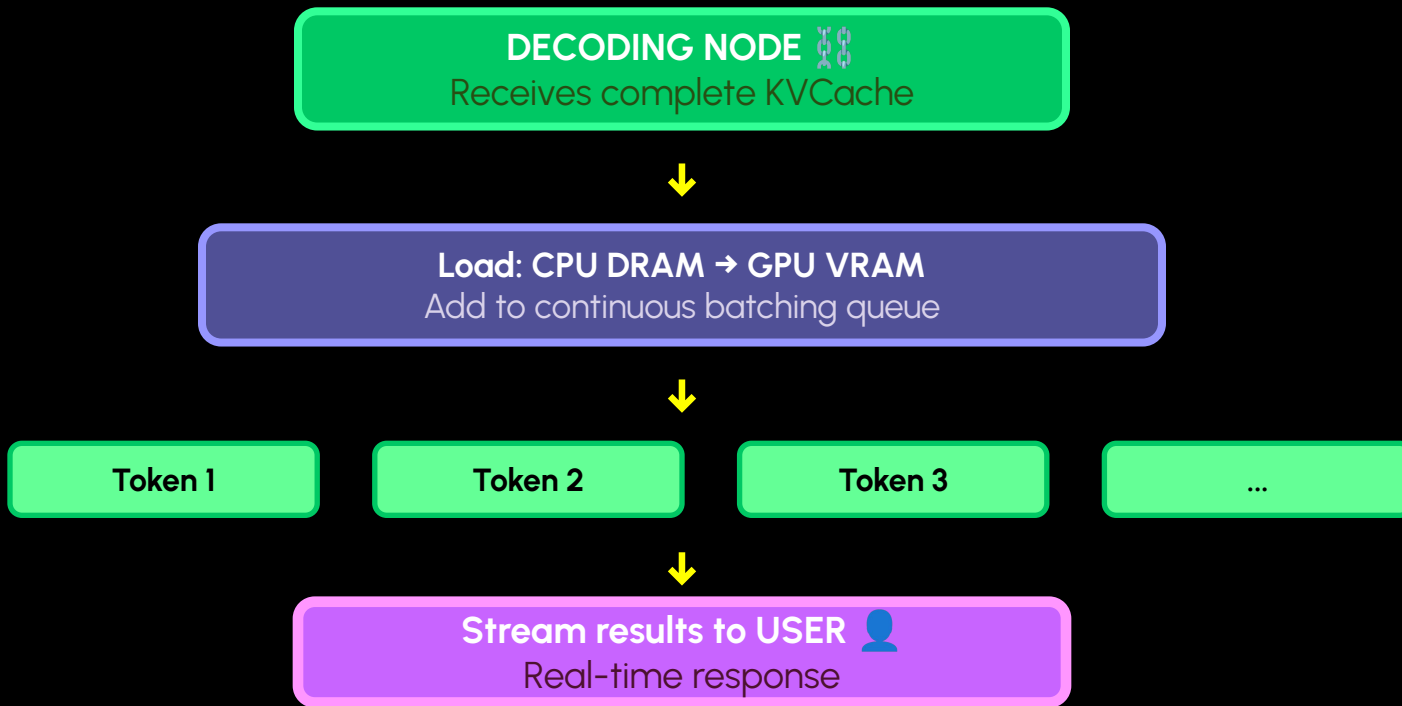 DECODING NODE ⛓️
Receives complete KVCache
Load: CPU DRAM → GPU VRAM
Add to continuous batching queue
Token 1
Token 2
Token 3
...
Stream results to USER 👤
Real-time response